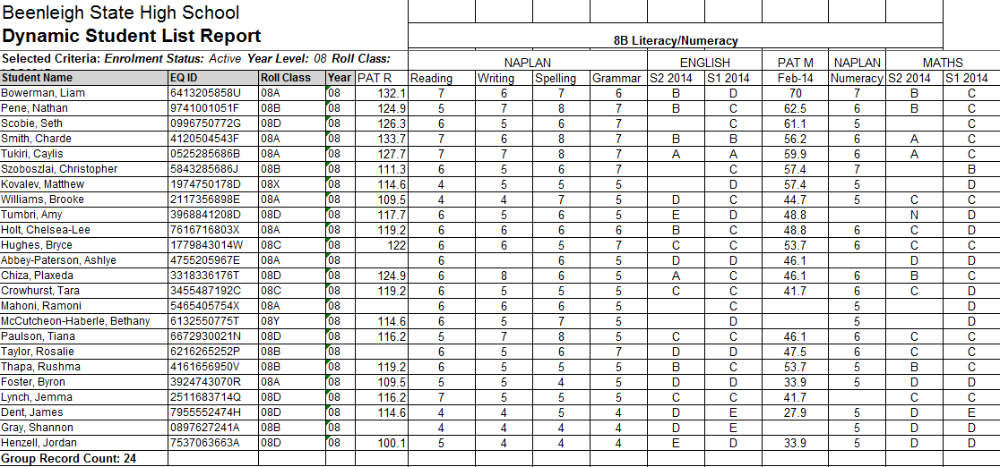 Beenleigh State High School
Dynamic Student List Report
8B Literacy/Numeracy
Selected Criteria: Enrolment Status: Active Year Level: 08 Roll Class:
NAPLAN ENGLISH PAT M NAPLAN MATHS
Student Name EQ ID Roll Class Year PAT R Reading Writing Spelling Grammar S2 2014 S1 2014 Feb-14 Numeracy S2 2014 S1 2014
Bowerman, Liam 6413205858U 08A 08 132.1 7 6 7 6 B D 70 7 B C
Pene, Nathan 9741001051F 08B 08 124.9 5 7 8 7 B C 62.5 6 B C
Scobie, Seth 0996750772G 08D 08 126.3 6 5 6 7 C 61.1 5 C
Smith, Charde 4120504543F 08A 08 133.7 7 6 8 7 B B 56.2 6 A C
Tukiri, Caylis 0525285686B 08A 08 127.7 7 7 8 7 A A 59.9 6 A C
Szoboszlai, Christopher 5843285686J 08B 08 111.3 6 5 6 7 C 57.4 7 B
Kovalev, Matthew 1974750178D 08X 08 114.6 4 5 5 5 D 57.4 5 D
Williams, Brooke 2117356898E 08A 08 109.5 4 4 7 5 D C 44.7 5 C C
Tumbri, Amy 3968841208D 08D 08 117.7 6 5 6 5 E D 48.8 N D
Holt, Chelsea-Lee 7616716803X 08A 08 119.2 6 6 6 6 B C 48.8 6 C D
Hughes, Bryce 1779843014W 08C 08 122 6 6 5 7 C C 53.7 6 C C
Abbey-Paterson, Ashlye 4755205967E 08A 08 6 6 5 D D 46.1 D D
Chiza, Plaxeda 3318336176T 08D 08 124.9 6 8 6 5 A C 46.1 6 B C
Crowhurst, Tara 3455487192C 08C 08 119.2 6 5 5 5 C C 41.7 6 C D
Mahoni, Ramoni 5465405754X 08A 08 6 6 6 5 C 5 D
McCutcheon-Haberle, Bethany 6132550775T 08Y 08 114.6 6 5 7 5 D 5 D
Paulson, Tiana 6672930021N 08D 08 116.2 5 7 8 5 C C 46.1 6 C C
Taylor, Rosalie 6216265252P 08B 08 6 5 6 7 D D 47.5 6 C C
Thapa, Rushma 4161656950V 08B 08 119.2 6 5 5 5 B C 53.7 5 B C
Foster, Byron 3924743070R 08A 08 109.5 5 5 4 5 D D 33.9 5 D D
Lynch, Jemma 2511683714Q 08D 08 116.2 7 5 5 5 C C 41.7 C C
Dent, James 7955552474H 08D 08 114.6 4 4 5 4 D E 27.9 5 D E
Gray, Shannon 0897627241A 08B 08 4 4 4 4 D E 5 D D
Henzell, Jordan 7537063663A 08D 08 100.1 5 4 4 4 E D 33.9 5 D D
Group Record Count: 24